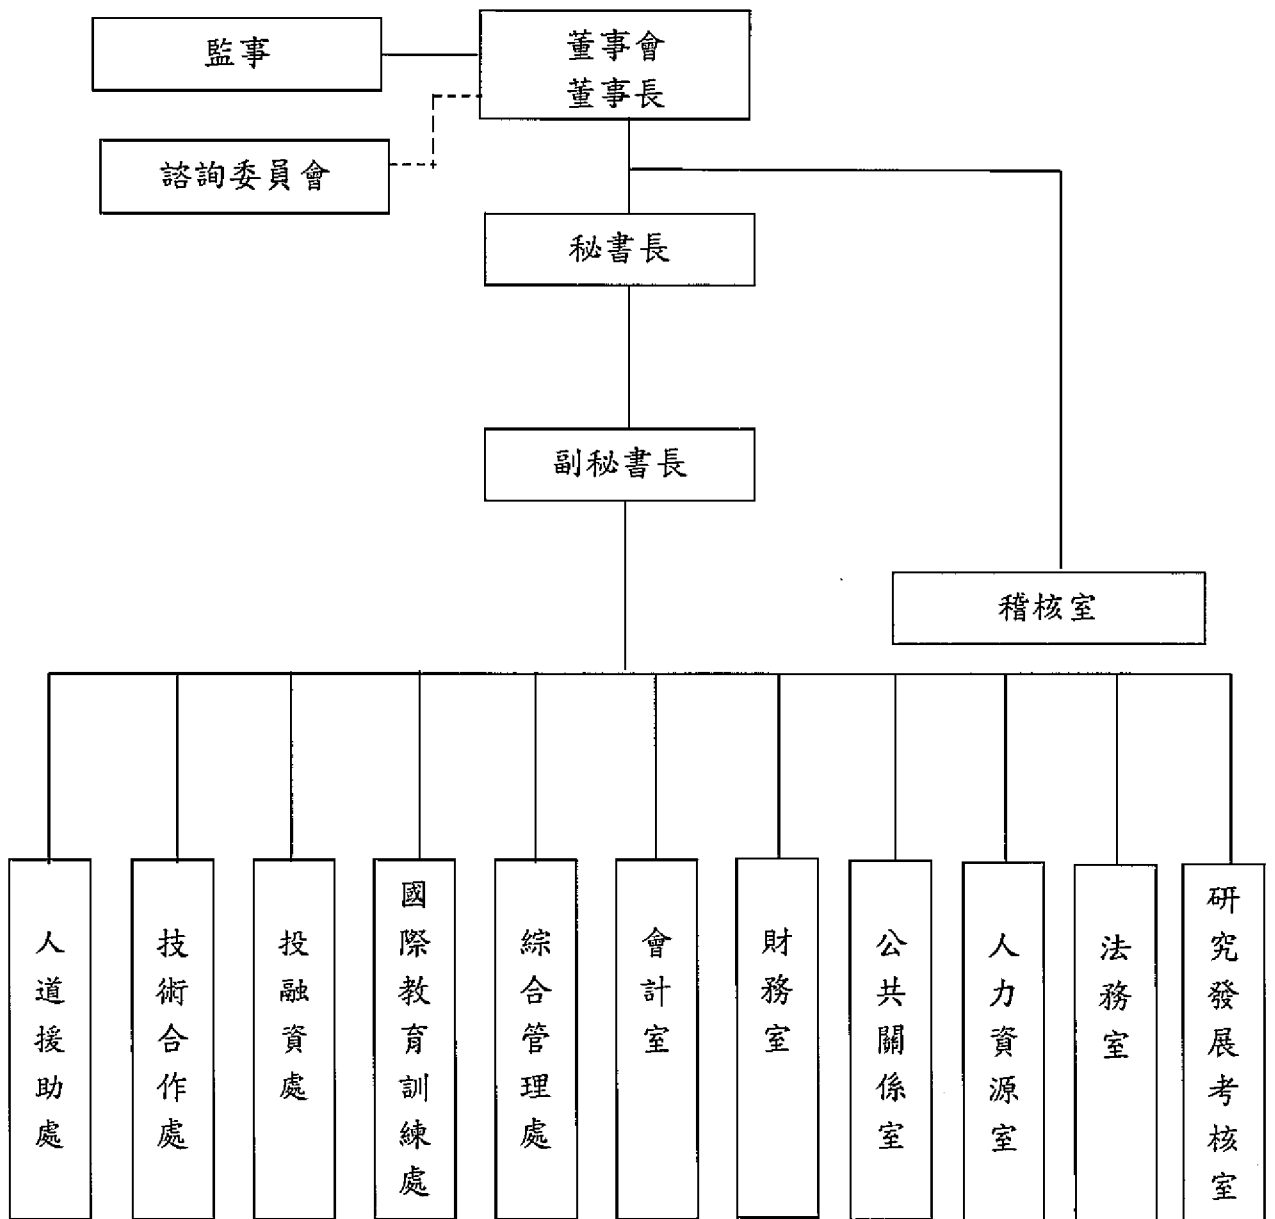 監事
董事會
董事長
諮詢委員會
秘書長
副秘書長
稽核室
人道援助處
技術合作處
投融資處
國際教育訓練處
綜合管理處
會計室
財務室
公共關係室
人力資源室
法務室
研究發展考核室